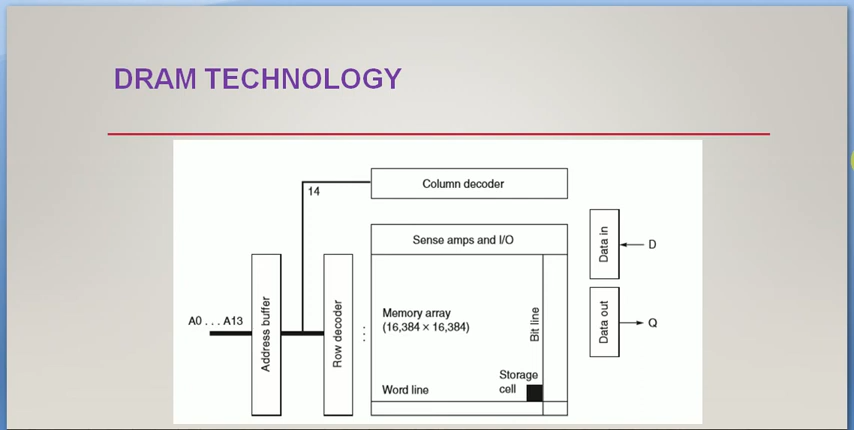 DRAM TECHNOLOGY
14
Column decoder
Sense amps and I/O
Data in
D
A0 . . . A13
Address buffer
Row decoder
. . .
Memory array
(16,384 × 16,384)
Bit line
Data out
Q
Storage
cell
Word line